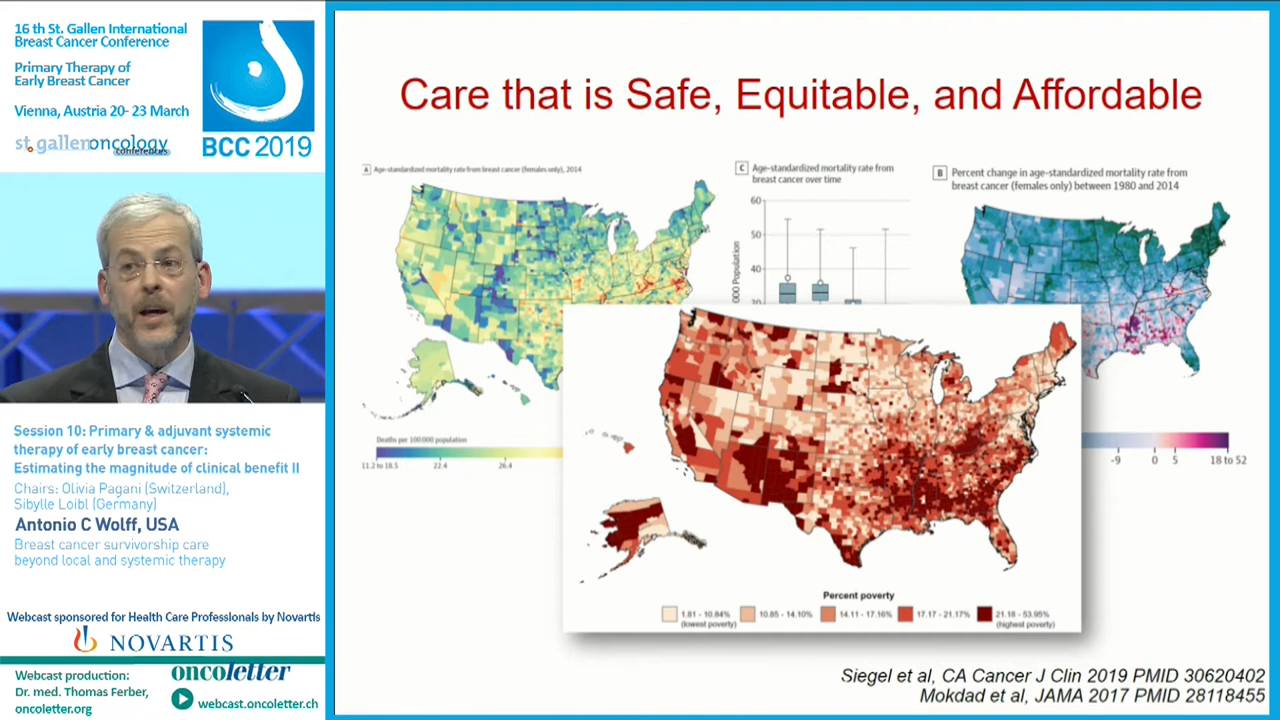 16 th St. Gallen International
Breast Cancer Conference
Primary Therapy of
Early Breast Cancer
Vienna, Austria 20- 23 March
st.gallenoncology
conferences
BCC 2019
Session 10: Primary & adjuvant systemic
therapy of early breast cancer:
Estimating the magnitude of clinical benefit II
Chairs: Olivia Pagani (Switzerland),
Sibylle Loibl (Germany)
Antonio C Wolff, USA
Breast cancer survivorship care
beyond local and systemic therapy
Webcast sponsored for Health Care Professionals by Novartis
NOVARTIS
Webcast production:
Dr. med. Thomas Ferber,
oncoletter.org
oncoletter
webcast.oncoletter.ch
Care that is Safe, Equitable, and Affordable
A Age-standardized mortality rate from breast cancer (females only), 2014
Deaths per 100 000 population
11.2 to 18.5 22.4 26.4
C Age-standardized mortality rate from
breast cancer over time
60
50
40
30
000 Population
B Percent change in age-standardized mortality rate from
breast cancer (females only) between 1980 and 2014
-9 0 5 18 to 52
Percent poverty
1.81 - 10.84% 10.85 - 14.10% 14.11 - 17.16% 17.17 - 21.17% 21.18 - 53.95%
(lowest poverty) (highest poverty)
Siegel et al, CA Cancer J Clin 2019 PMID 30620402
Mokdad et al, JAMA 2017 PMID 28118455